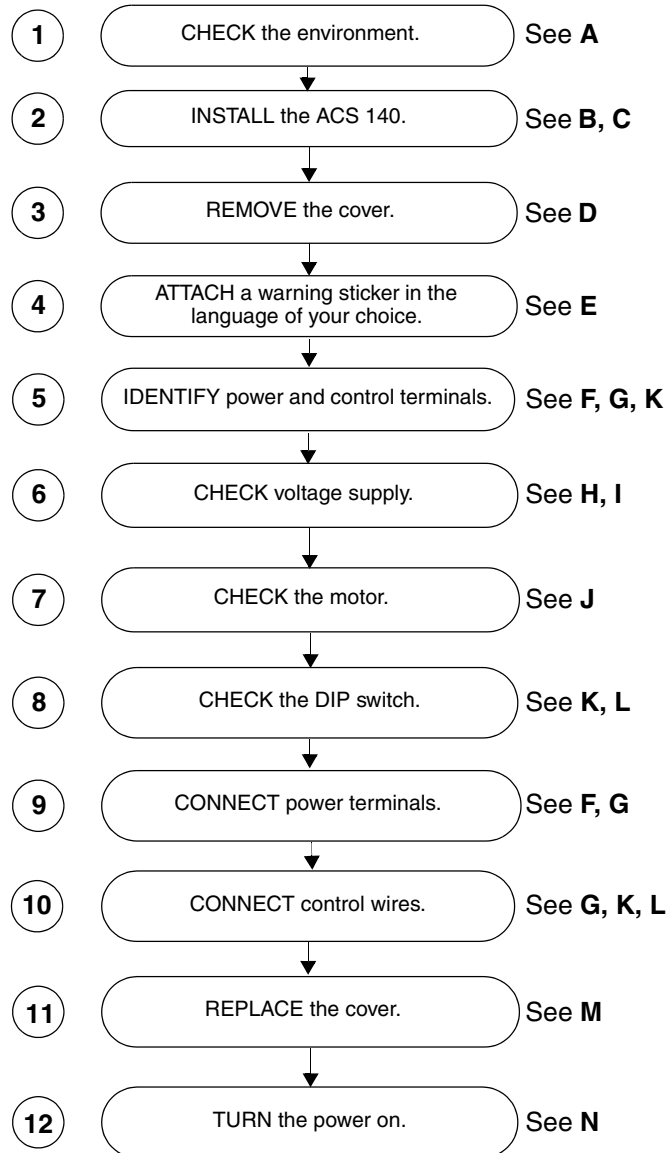 1 CHECK the environment. See A
2 INSTALL the ACS 140. See B, C
3 REMOVE the cover. See D
4 ATTACH a warning sticker in the
language of your choice. See E
5 IDENTIFY power and control terminals. See F, G, K
6 CHECK voltage supply. See H, I
7 CHECK the motor. See J
8 CHECK the DIP switch. See K, L
9 CONNECT power terminals. See F, G
10 CONNECT control wires. See G, K, L
11 REPLACE the cover. See M
12 TURN the power on. See N